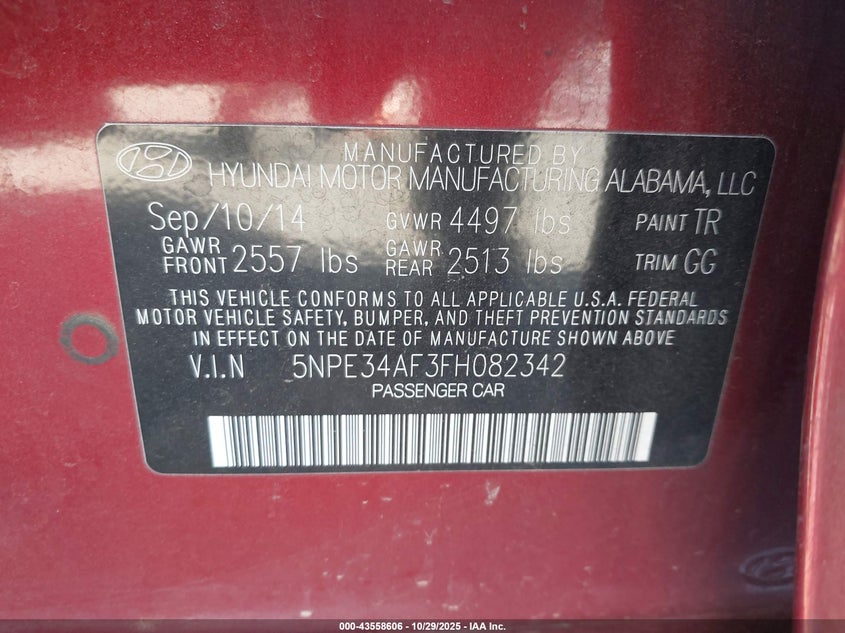 MANUFACTURED BY
HYUNDAI MOTOR MANUFACTURING ALABAMA, LLC
Sep/10/14 GVWR 4497 lbs PAINT TR
GAWR FRONT 2557 lbs GAWR REAR 2513 lbs TRIM GG
THIS VEHICLE CONFORMS TO ALL APPLICABLE U.S.A. FEDERAL
MOTOR VEHICLE SAFETY, BUMPER, AND THEFT PREVENTION STANDARDS
IN EFFECT ON THE DATE OF MANUFACTURE SHOWN ABOVE
V.I.N 5NPE34AF3FH082342
PASSENGER CAR
000-43558606 / 10/29/2025 - IAA Inc.